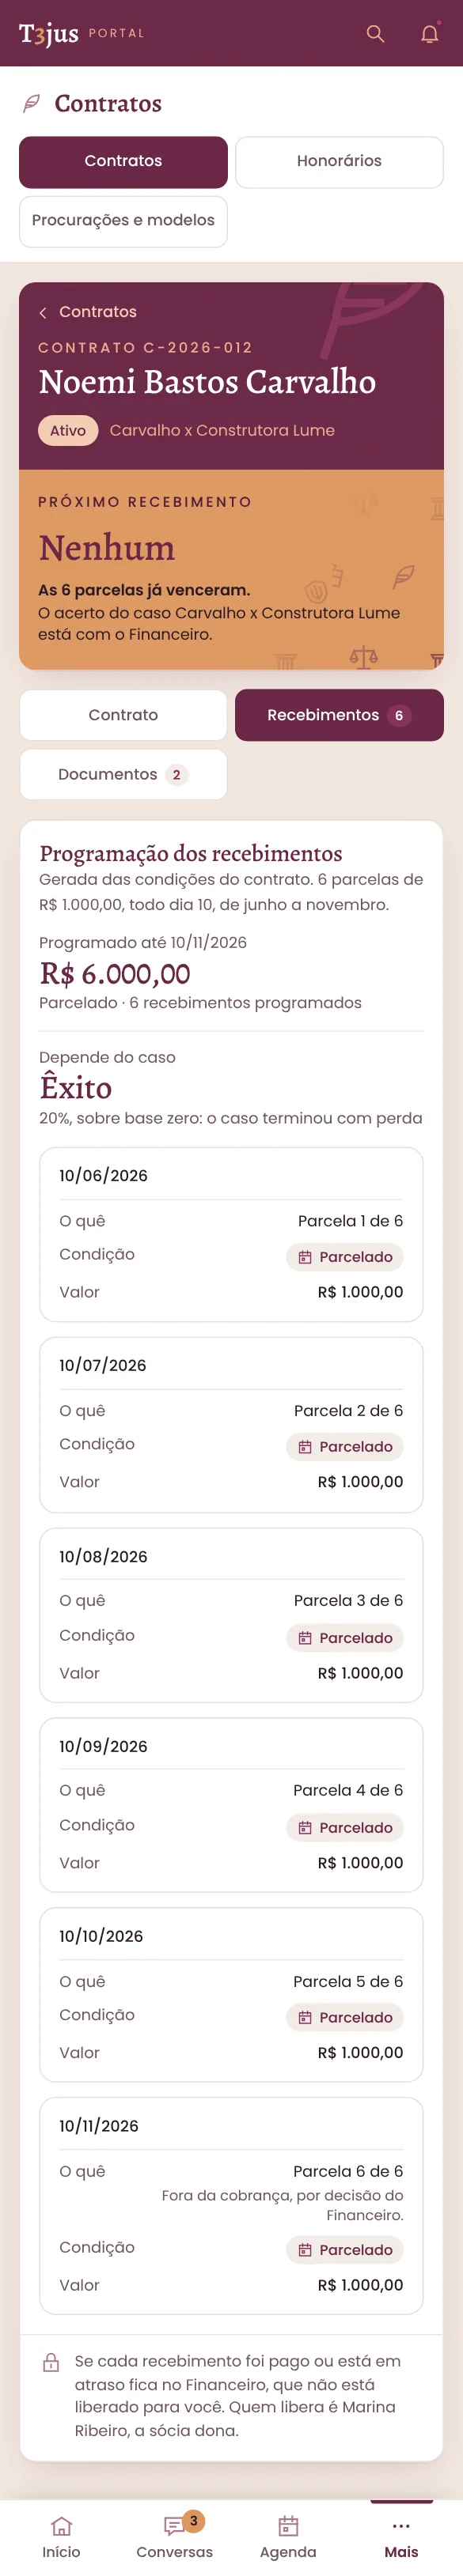 T3jus PORTAL
Contratos
Contratos
Honorários
Procurações e modelos
Contratos
CONTRATO C-2026-012
Noemi Bastos Carvalho
Ativo
Carvalho x Construtora Lume
PRÓXIMO RECEBIMENTO
Nenhum
As 6 parcelas já venceram.
O acerto do caso Carvalho x Construtora Lume
está com o Financeiro.
Contrato
Recebimentos 6
Documentos 2
Programação dos recebimentos
Gerada das condições do contrato. 6 parcelas de
R$ 1.000,00, todo dia 10, de junho a novembro.
Programado até 10/11/2026
R$ 6.000,00
Parcelado · 6 recebimentos programados
Depende do caso
Êxito
20%, sobre base zero: o caso terminou com perda
10/06/2026
O quê Parcela 1 de 6
Condição Parcelado
Valor R$ 1.000,00
10/07/2026
O quê Parcela 2 de 6
Condição Parcelado
Valor R$ 1.000,00
10/08/2026
O quê Parcela 3 de 6
Condição Parcelado
Valor R$ 1.000,00
10/09/2026
O quê Parcela 4 de 6
Condição Parcelado
Valor R$ 1.000,00
10/10/2026
O quê Parcela 5 de 6
Condição Parcelado
Valor R$ 1.000,00
10/11/2026
O quê Parcela 6 de 6
Fora da cobrança, por decisão do
Financeiro.
Condição Parcelado
Valor R$ 1.000,00
Se cada recebimento foi pago ou está em
atraso fica no Financeiro, que não está
liberado para você. Quem libera é Marina
Ribeiro, a sócia dona.
Início
Conversas 3
Agenda
Mais